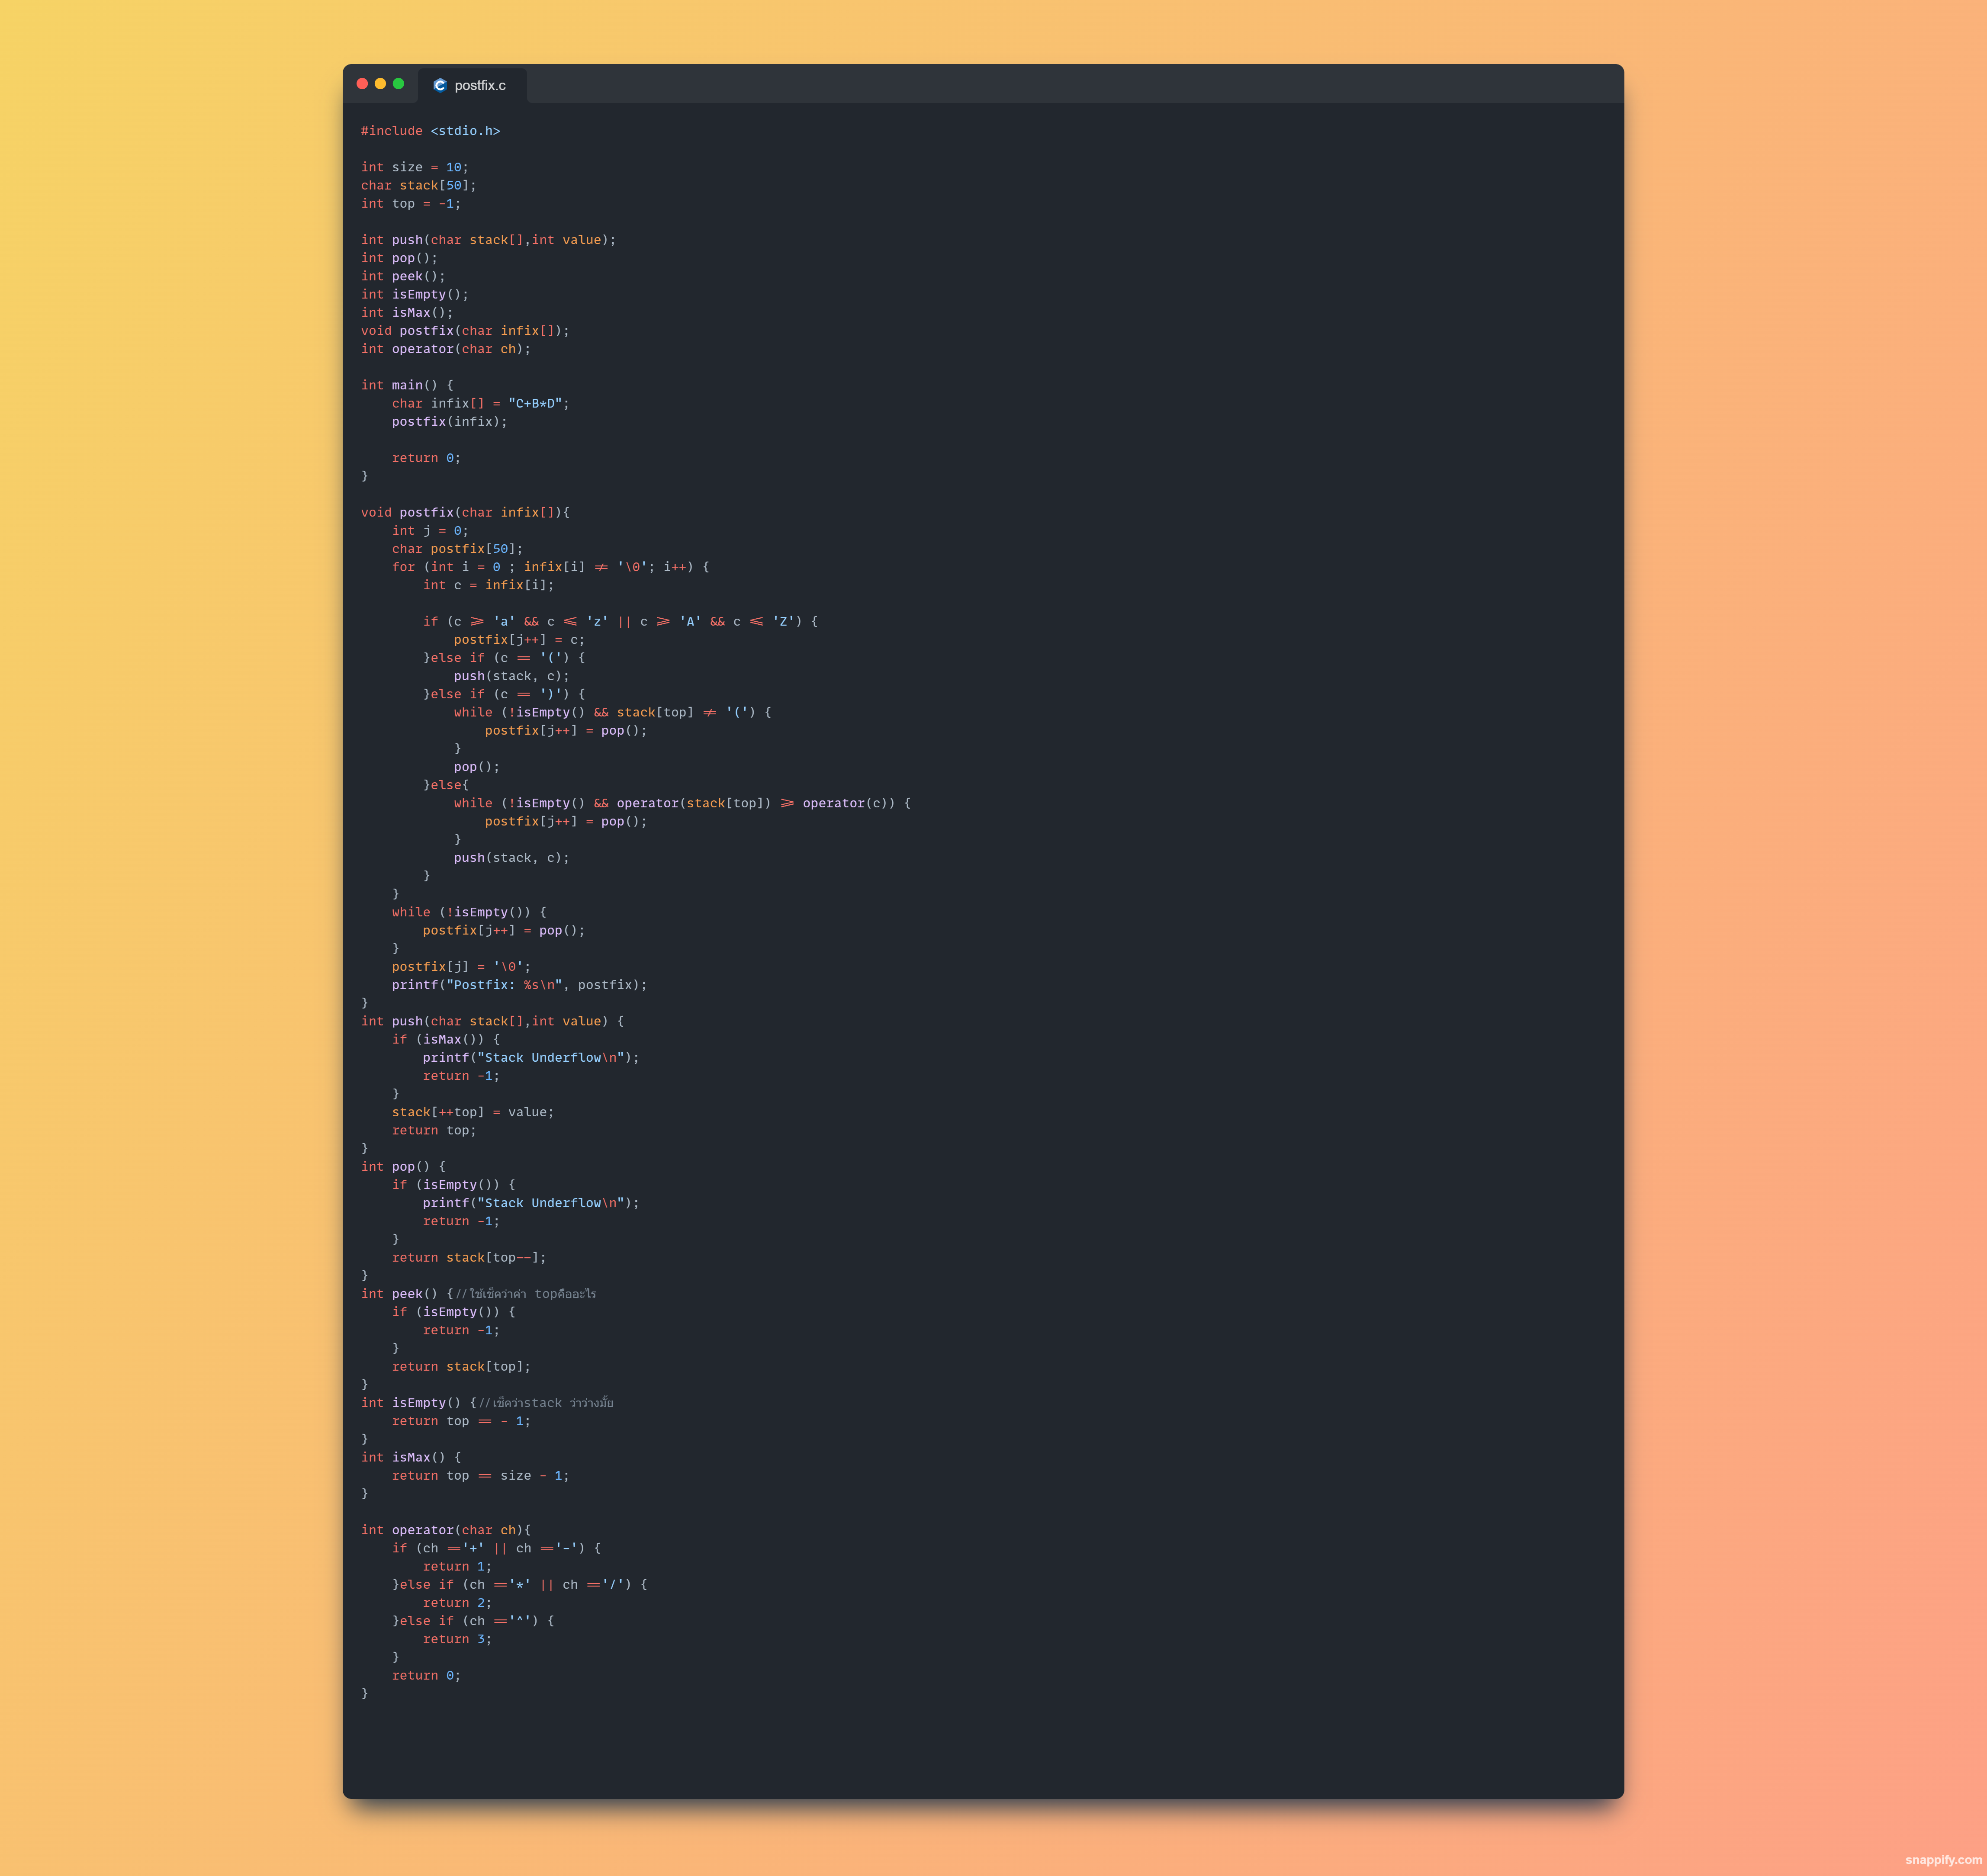 postfix.c
#include <stdio.h>
int size = 10;
char stack[50];
int top = -1;
int push(char stack[],int value);
int pop();
int peek();
int isEmpty();
int isMax();
void postfix(char infix[]);
int operator(char ch);
int main() {
    char infix[] = "C+B*D";
    postfix(infix);
    return 0;
}
void postfix(char infix[]){
    int j = 0;
    char postfix[50];
    for (int i = 0 ; infix[i] != '\0'; i++) {
        int c = infix[i];
        if (c >= 'a' && c <= 'z' || c >= 'A' && c <= 'Z') {
            postfix[j++] = c;
        }else if (c == '(') {
            push(stack, c);
        }else if (c == ')') {
            while (!isEmpty() && stack[top] != '(') {
                postfix[j++] = pop();
            }
            pop();
        }else{
            while (!isEmpty() && operator(stack[top]) >= operator(c)) {
                postfix[j++] = pop();
            }
            push(stack, c);
        }
    }
    while (!isEmpty()) {
        postfix[j++] = pop();
    }
    postfix[j] = '\0';
    printf("Postfix: %s\n", postfix);
}
int push(char stack[],int value) {
    if (isMax()) {
        printf("Stack Underflow\n");
        return -1;
    }
    stack[++top] = value;
    return top;
}
int pop() {
    if (isEmpty()) {
        printf("Stack Underflow\n");
        return -1;
    }
    return stack[top--];
}
int peek() {//ใช้เช็คว่าค่า topคืออะไร
    if (isEmpty()) {
        return -1;
    }
    return stack[top];
}
int isEmpty() {//เช็คว่าstack ว่าว่างมั้ย
    return top == - 1;
}
int isMax() {
    return top == size - 1;
}
int operator(char ch){
    if (ch =='+' || ch =='-') {
        return 1;
    }else if (ch =='*' || ch =='/') {
        return 2;
    }else if (ch =='^') {
        return 3;
    }
    return 0;
}
snappify.com